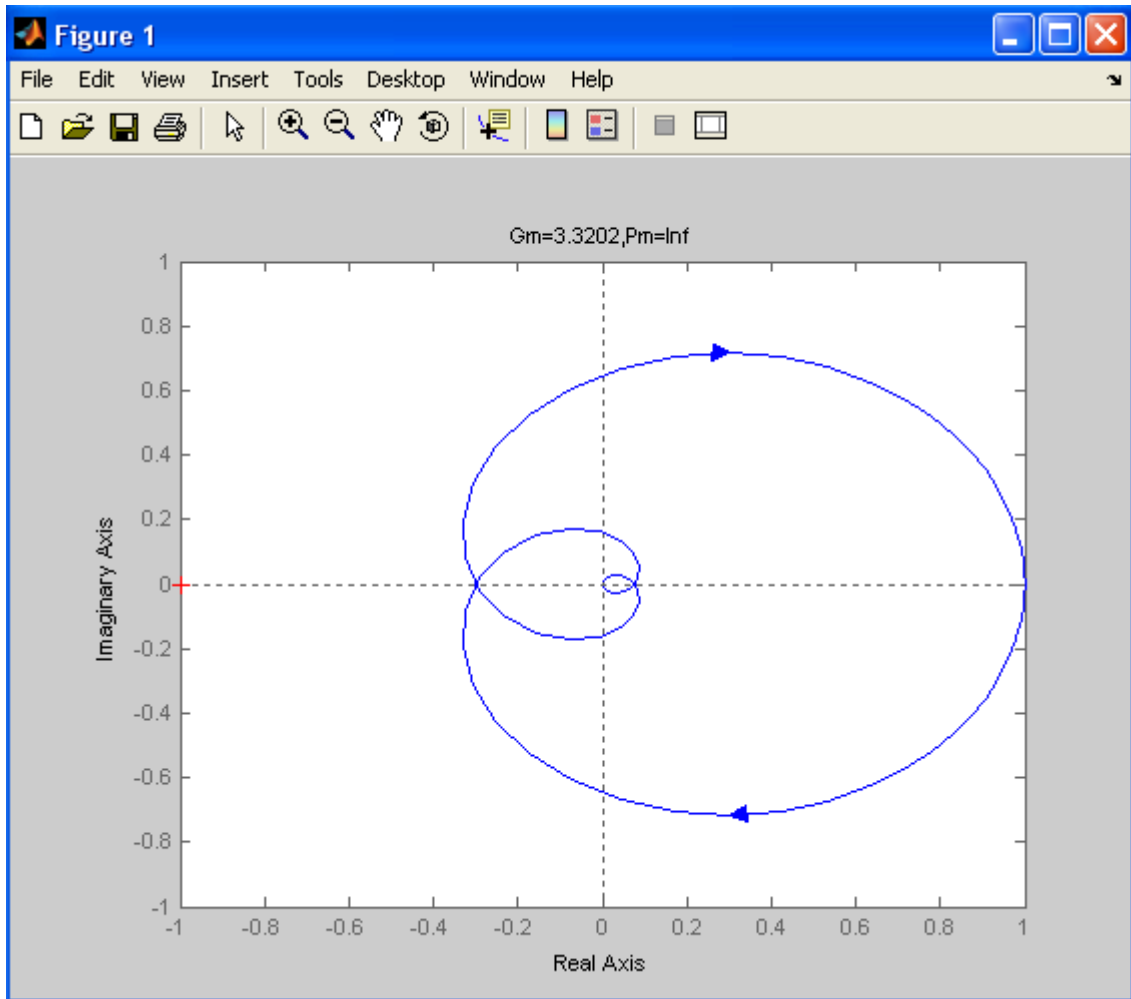 Figure 1
File Edit View Insert Tools Desktop Window Help
Gm=3.3202,Pm=Inf
1
0.8
0.6
0.4
0.2
0
-0.2
-0.4
-0.6
-0.8
-1
Imaginary Axis
-1 -0.8 -0.6 -0.4 -0.2 0 0.2 0.4 0.6 0.8 1
Real Axis